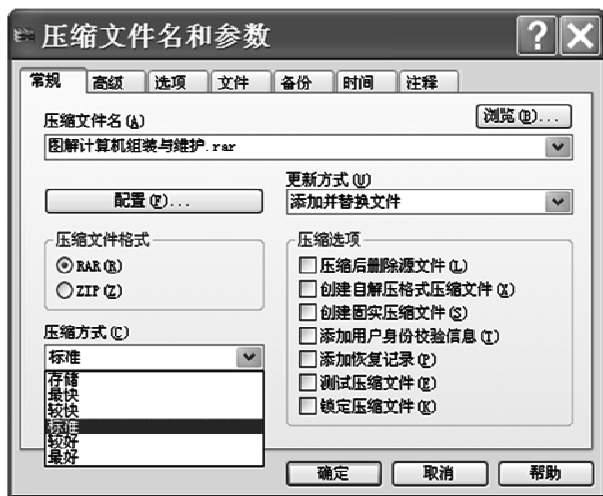 压缩文件名和参数
常规 高级 选项 文件 备份 时间 注释
压缩文件名(A)
浏览(B)...
图解计算机组装与维护.rar
配置(F)...
更新方式(U)
添加并替换文件
压缩文件格式
RAR(R)
ZIP(Z)
压缩方式(C)
标准
存储
最快
较快
标准
较好
最好
压缩选项
压缩后删除源文件(L)
创建自解压格式压缩文件(X)
创建固实压缩文件(S)
添加用户身份校验信息(T)
添加恢复记录(P)
测试压缩文件(E)
锁定压缩文件(K)
确定 取消 帮助